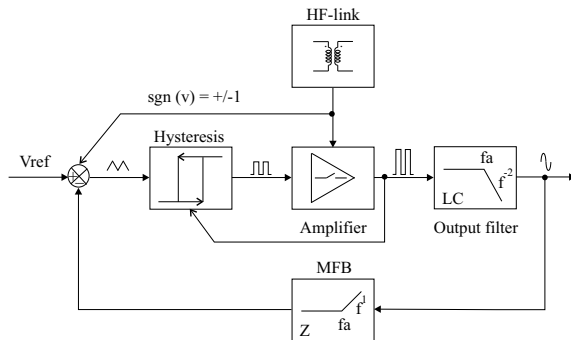 HF-link
sgn (v) = +/-1
Hysteresis
Vref
fa
f-2
LC
Amplifier
Output filter
MFB
f1
fa
Z